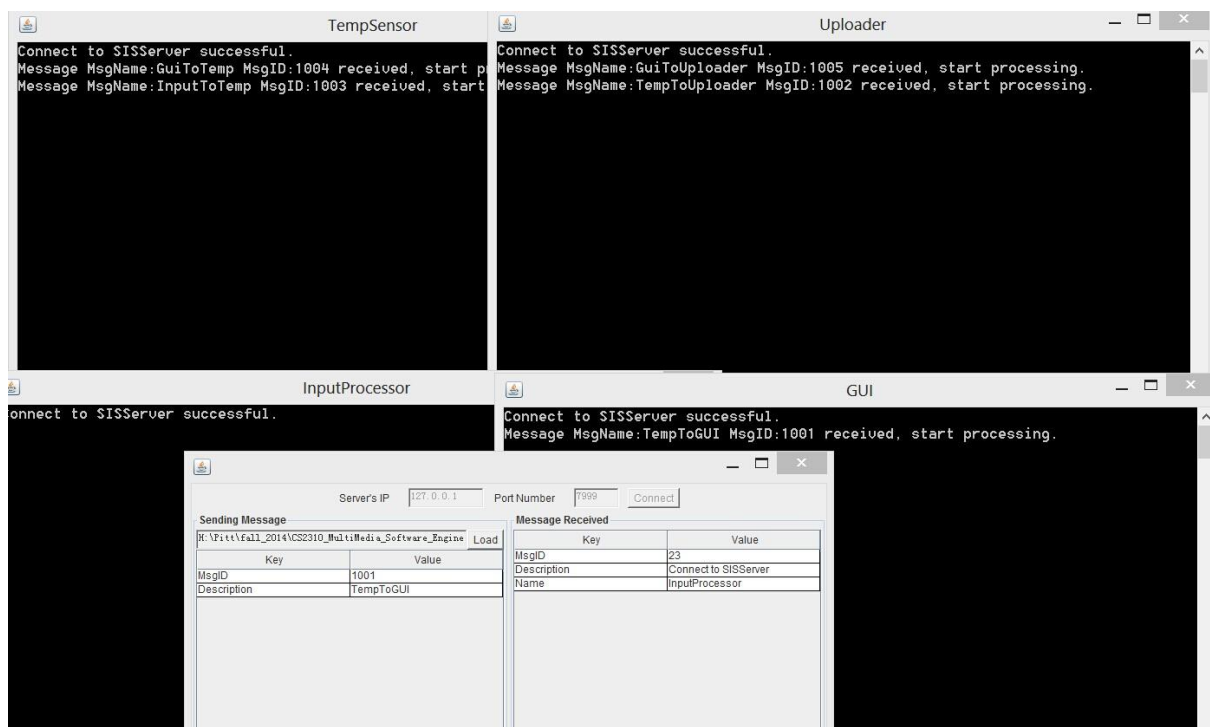 TempSensor
Connect to SISServer successful.
Message MsgName:GuiToTemp MsgID:1004 received, start p
Message MsgName:InputToTemp MsgID:1003 received, start
Uploader
Connect to SISServer successful.
Message MsgName:GuiToUploader MsgID:1005 received, start processing.
Message MsgName:TempToUploader MsgID:1002 received, start processing.
InputProcessor
onnect to SISServer successful.
GUI
Connect to SISServer successful.
Message MsgName:TempToGUI MsgID:1001 received, start processing.
Server's IP 127.0.0.1 Port Number 7999 Connect
Sending Message
H:\Pitt\fall_2014\CS2310_MultiMedia_Software_Engine Load
Key Value
MsgID 1001
Description TempToGUI
Message Received
Key Value
MsgID 23
Description Connect to SISServer
Name InputProcessor